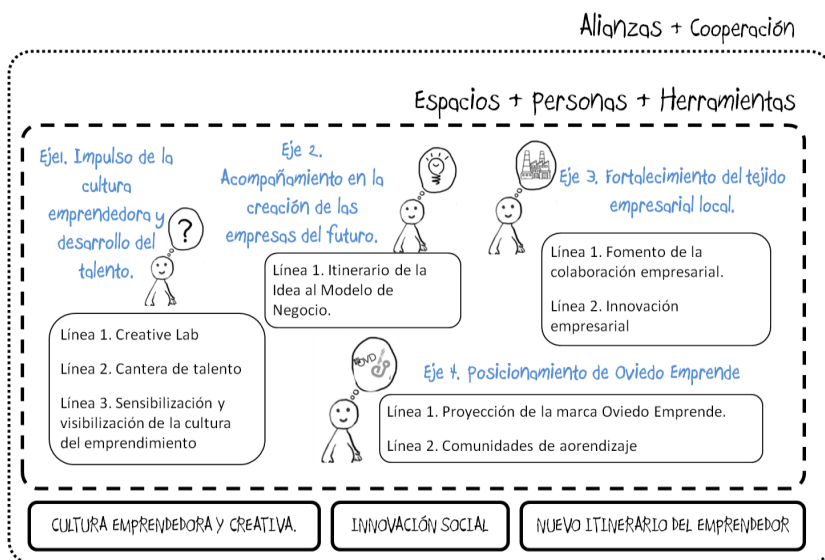 Alianzas + Cooperación
Espacios + Personas + Herramientas
Eje1. Impulso de la
cultura
emprendedora y
desarrollo del
talento.
?
Línea 1. Creative Lab
Línea 2. Cantera de talento
Línea 3. Sensibilización y
visibilización de la cultura
del emprendimiento
Eje 2.
Acompañamiento en la
creación de las
empresas del futuro.
Línea 1. Itinerario de la
Idea al Modelo de
Negocio.
Eje 3. Fortalecimiento del tejido
empresarial local.
Línea 1. Fomento de la
colaboración empresarial.
Línea 2. Innovación
empresarial
Eje 4. Posicionamiento de Oviedo Emprende
Línea 1. Proyección de la marca Oviedo Emprende.
Línea 2. Comunidades de aorendizaje
CULTURA EMPRENDEDORA Y CREATIVA.
INNOVACIÓN SOCIAL
NUEVO ITINERARIO DEL EMPRENDEDOR